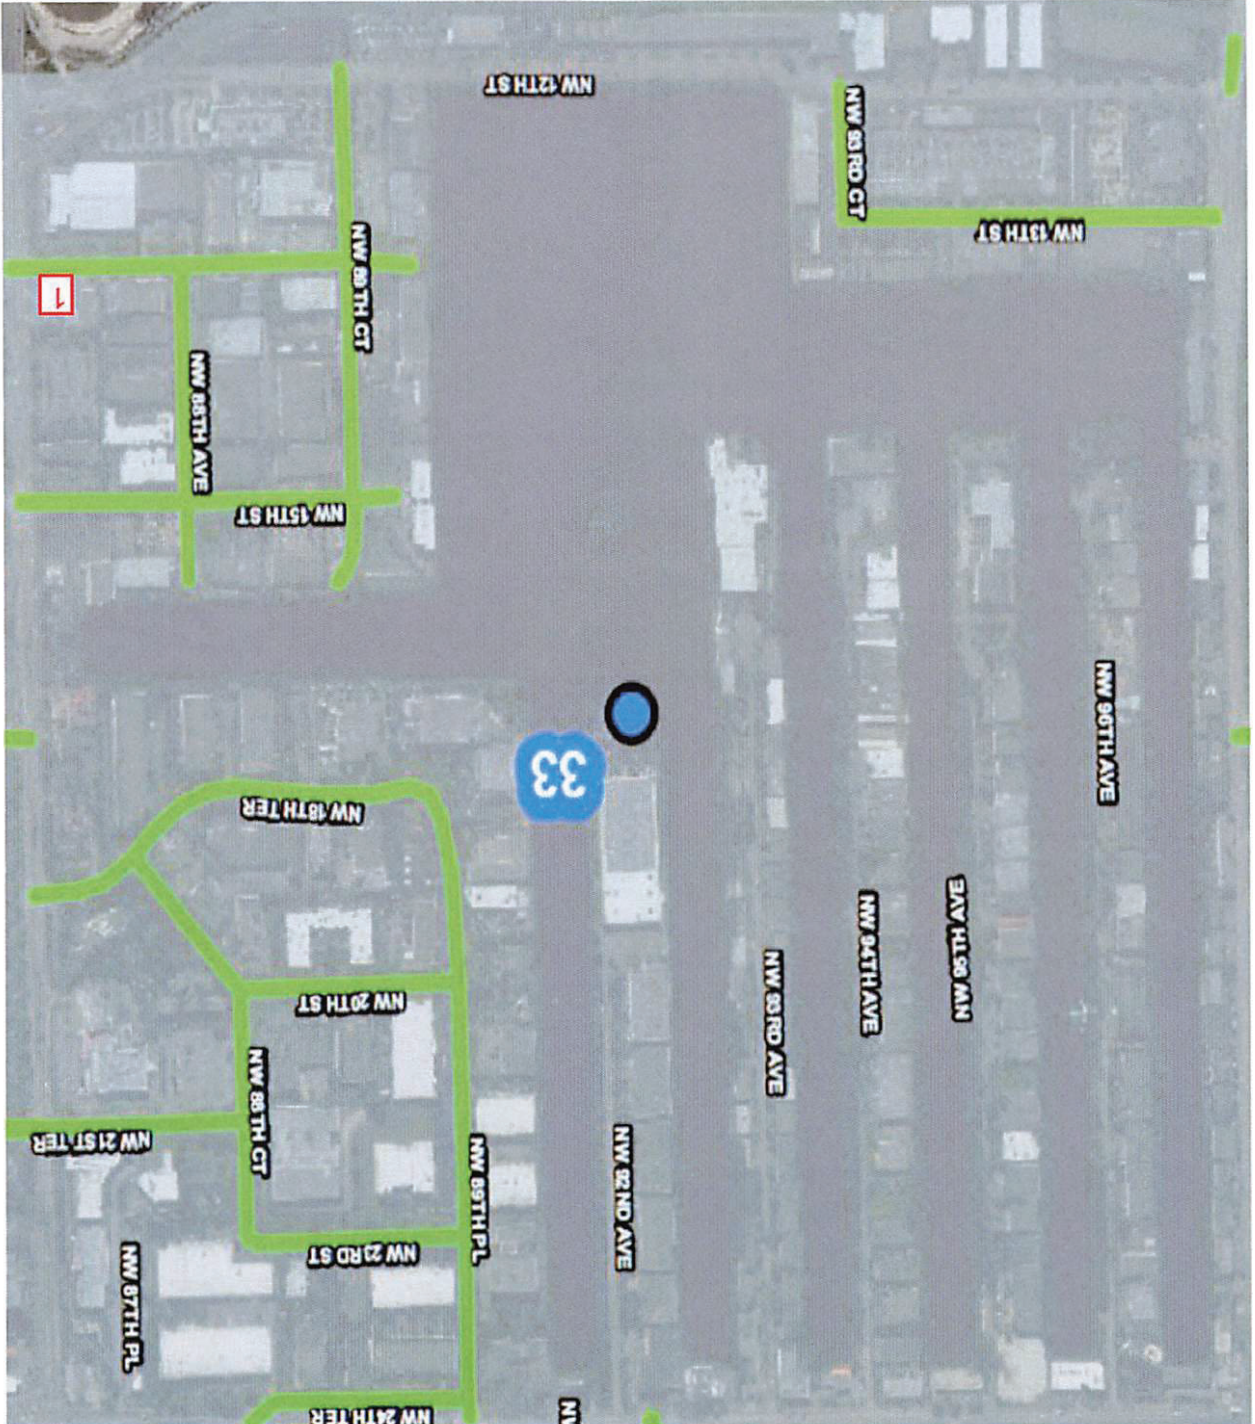 NW 12TH ST
NW 93RD CT
NW 13TH ST
1
NW 89TH CT
NW 88TH AVE
NW 15TH ST
33
NW 96TH AVE
NW 18TH TER
NW 94TH AVE
NW 95TH AVE
NW 93RD AVE
NW 20TH ST
NW 88TH CT
NW 21ST TER
NW 92ND AVE
NW 89TH PL
NW 23RD ST
NW 87TH PL
NW 24TH TER
NW